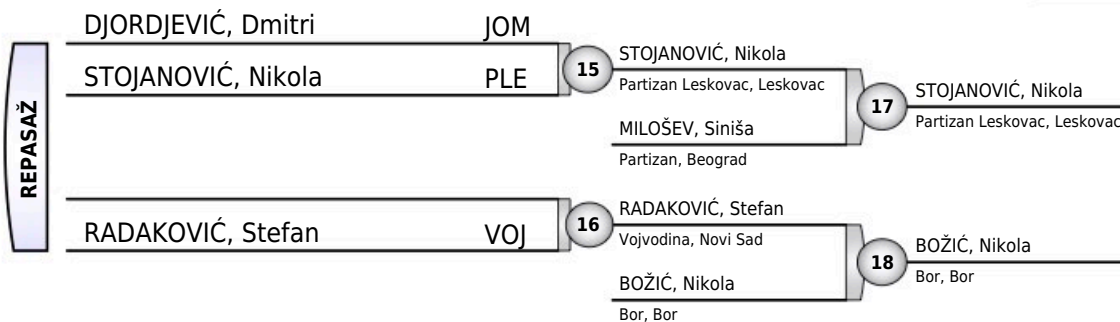 REPASAŽ
DJORDJEVIĆ, Dmitri JOM
STOJANOVIĆ, Nikola PLE
15
STOJANOVIĆ, Nikola
Partizan Leskovac, Leskovac
MILOŠEV, Siniša
Partizan, Beograd
17
STOJANOVIĆ, Nikola
Partizan Leskovac, Leskovac
RADAKOVIĆ, Stefan VOJ
16
RADAKOVIĆ, Stefan
Vojvodina, Novi Sad
BOŽIĆ, Nikola
Bor, Bor
18
BOŽIĆ, Nikola
Bor, Bor